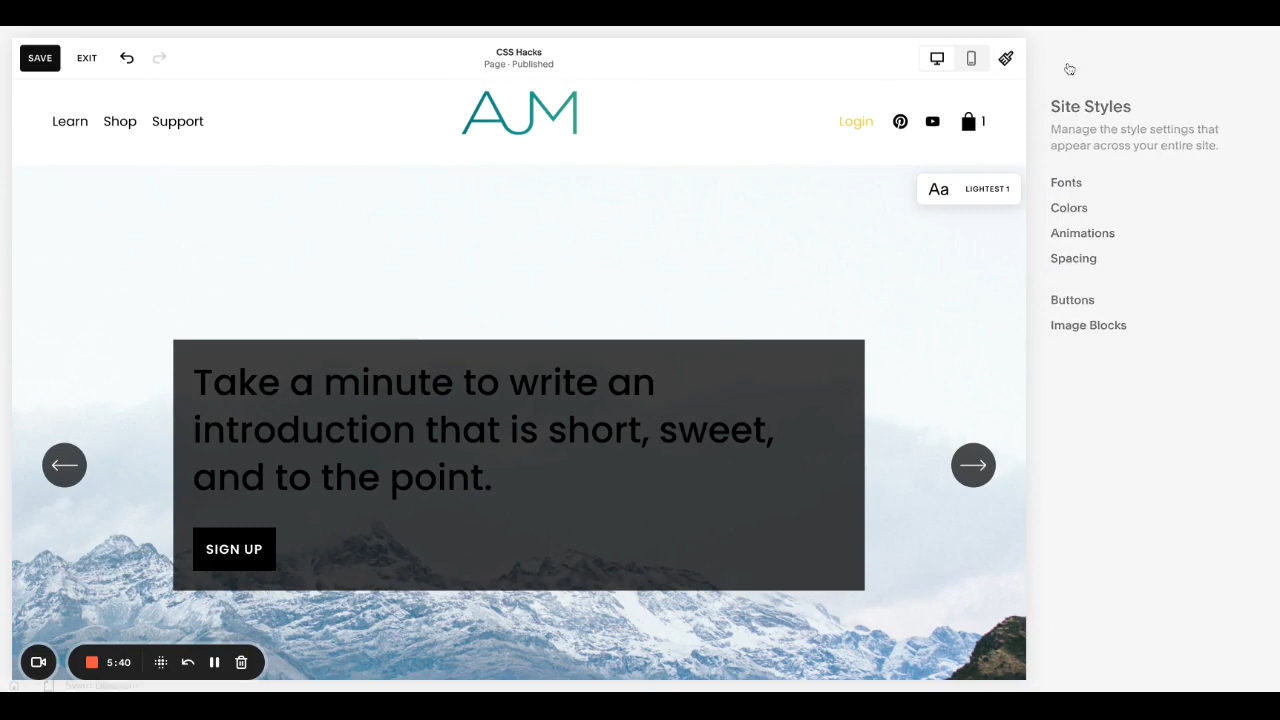 SAVE
EXIT
CSS Hacks
Page · Published
Learn Shop Support
AJM
Login
1
Aa LIGHTEST 1
Take a minute to write an
introduction that is short, sweet,
and to the point.
SIGN UP
5:40
Site Styles
Manage the style settings that
appear across your entire site.
Fonts
Colors
Animations
Spacing
Buttons
Image Blocks